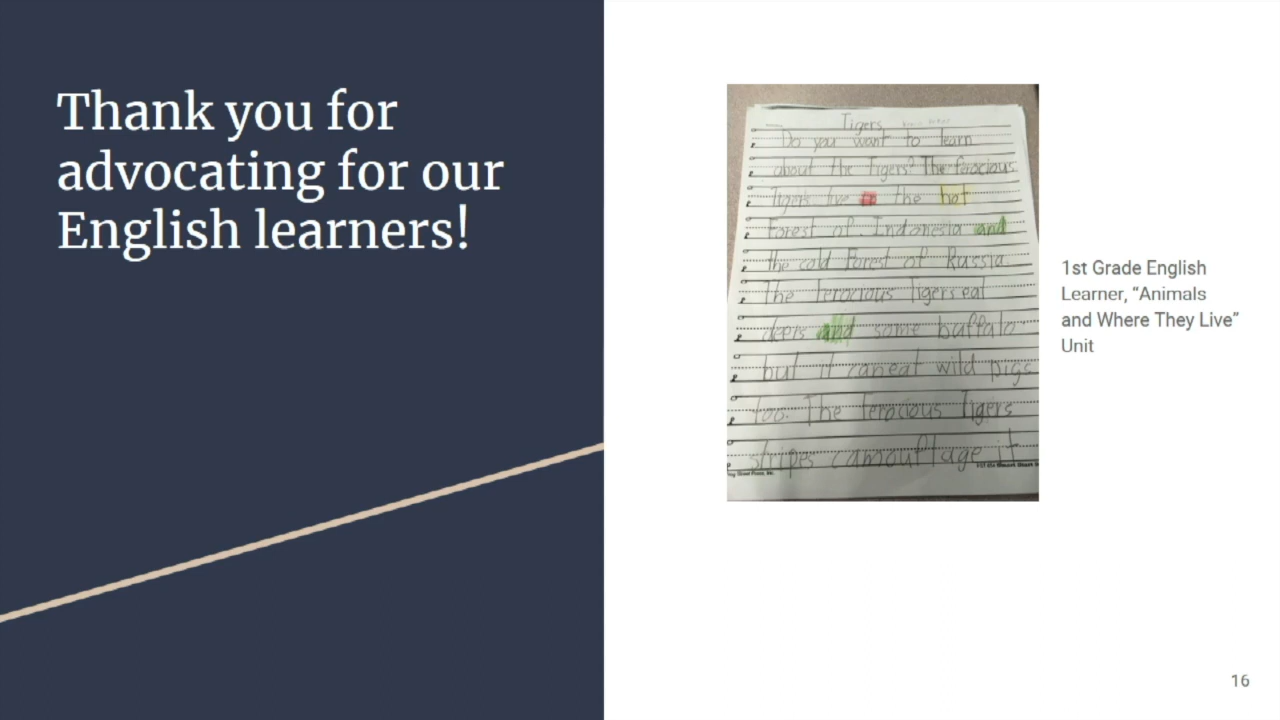 Thank you for
advocating for our
English learners!
Tigers
Do you want to learn
about the Tigers? The ferocious
Tigers live in the hot
Forest of Indonesia and
the cold Forest of Russia.
The ferocious Tigers eat
deers and some buffalo
but it can eat wild pigs
too. The ferocious Tigers
stripes camouflage it
1st Grade English
Learner, “Animals
and Where They Live”
Unit
16